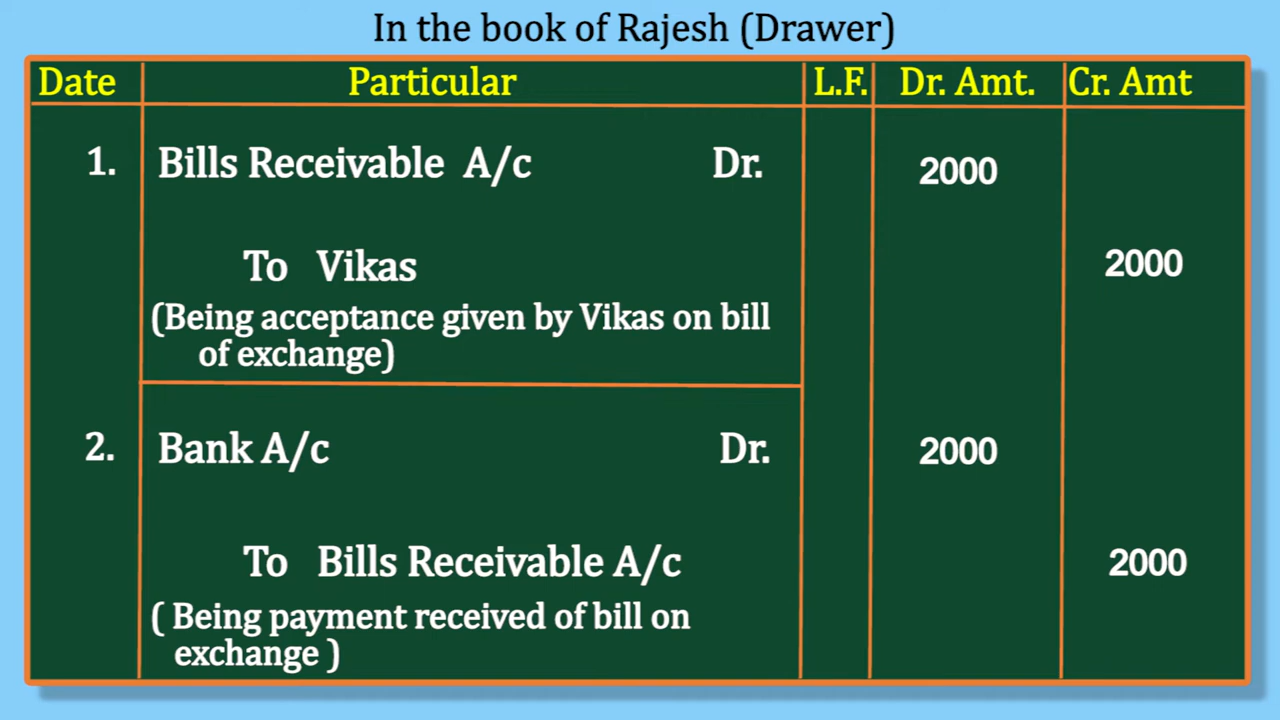 In the book of Rajesh (Drawer)
Date Particular L.F. Dr. Amt. Cr. Amt
1. Bills Receivable A/c Dr. 2000
To Vikas 2000
(Being acceptance given by Vikas on bill
of exchange)
2. Bank A/c Dr. 2000
To Bills Receivable A/c 2000
( Being payment received of bill on
exchange )